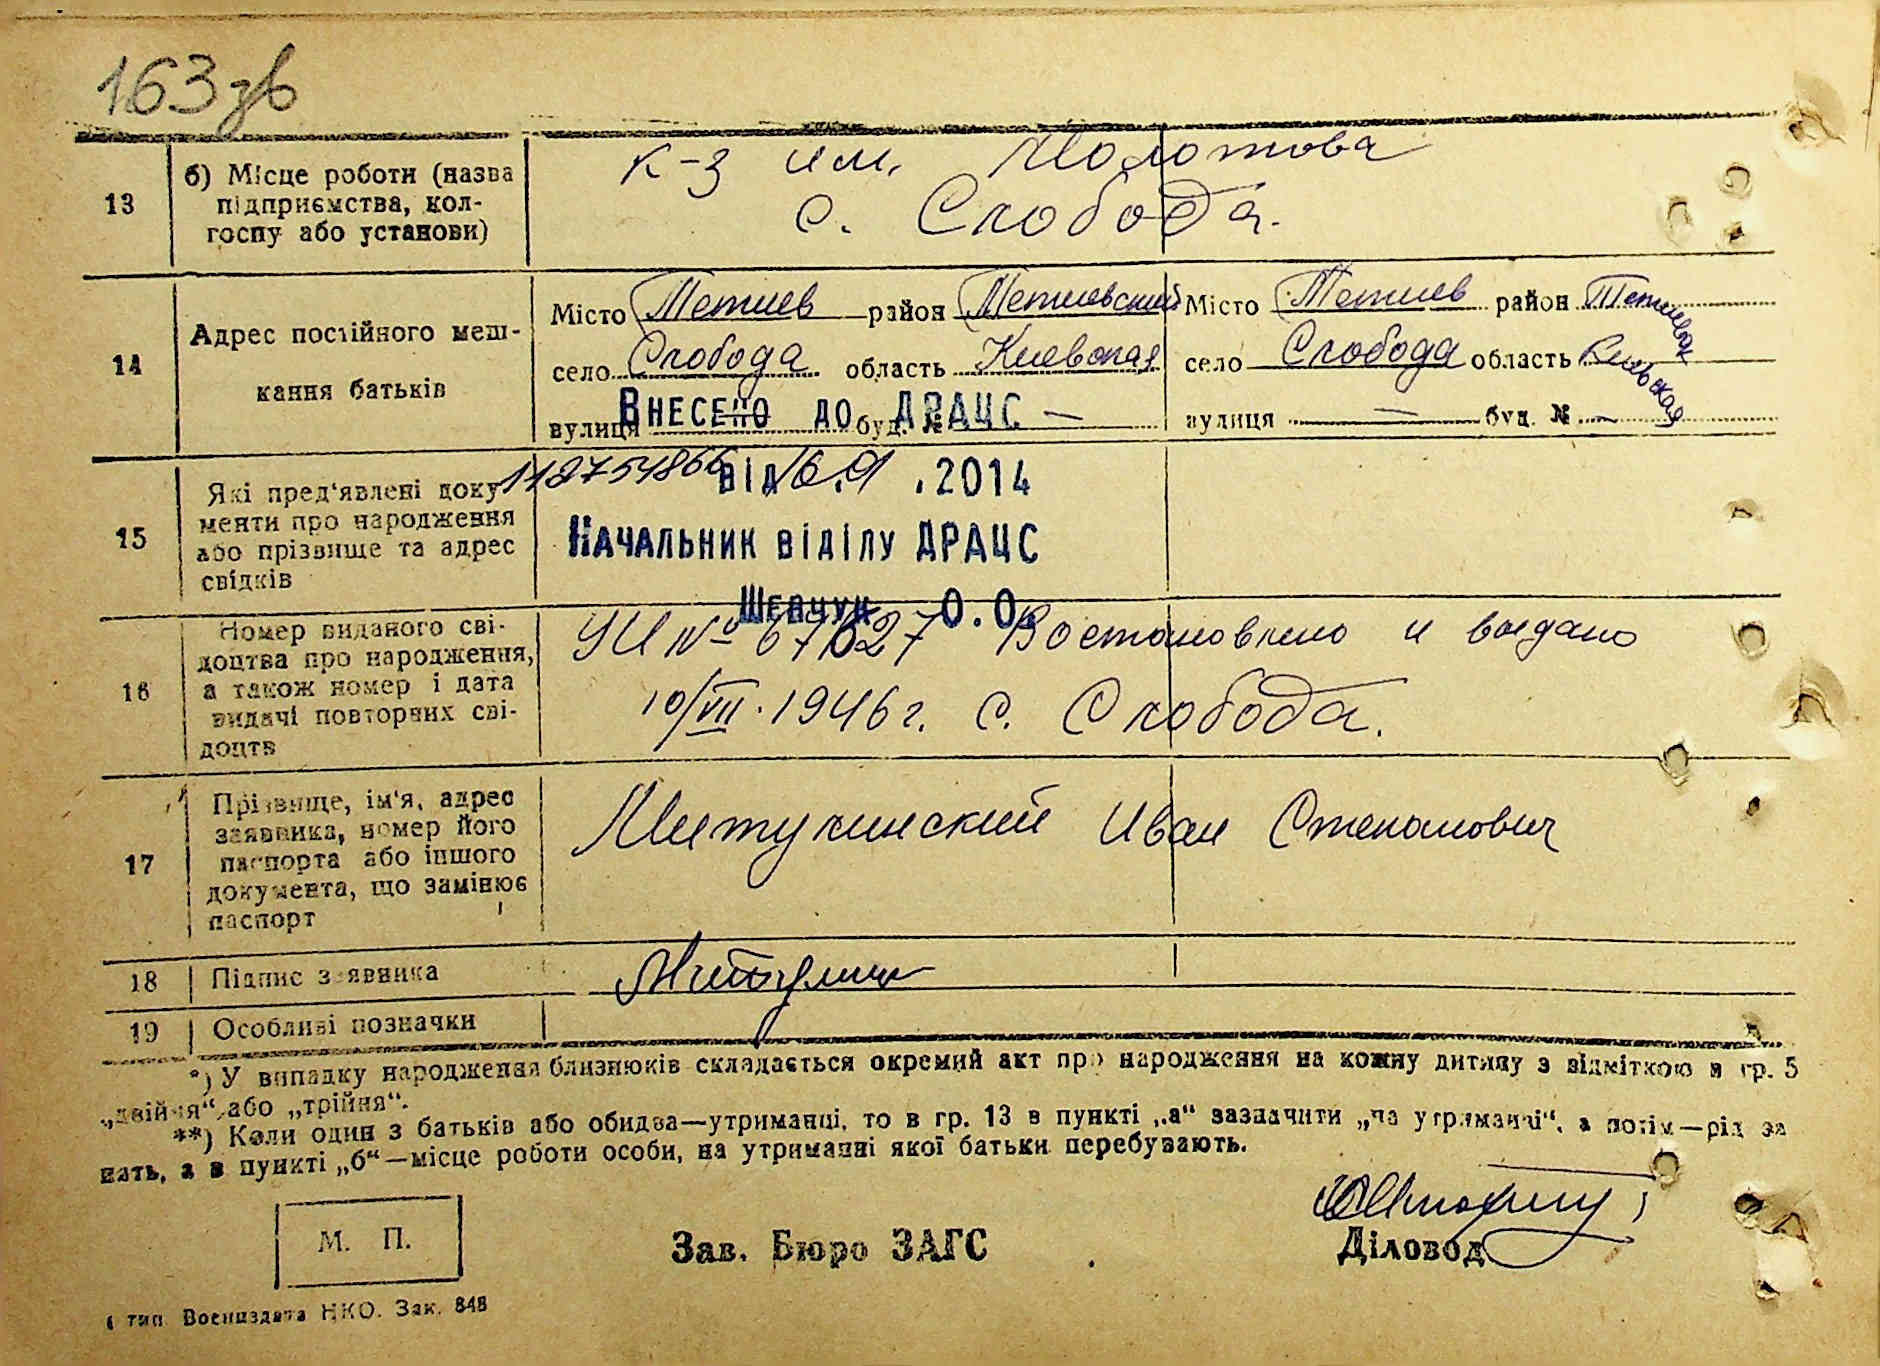 163 зв
13
б) Місце роботи (назва
підприємства, кол-
госпу або установи)
к-з им. Молотова
с. Слобода.
14
Адрес постійного меш-
кання батьків
Місто Тетиев район Тетиевский
село Слобода область Киевская
вулиця буд. № —
Місто Тетиев район Тетиевск
село Слобода область Киевская
вулиця — буд. № —
Внесено до ДРАЦС
15
Які пред'явлені доку-
менти про народження
або прізвище та адрес
свідків
від 16.9.2014
Начальник відділу ДРАЦС
Шевчук О.О.
16
Номер виданого сві-
доцтва про народження,
а також номер і дата
видачі повторних сві-
доцтв
УИ № Востановлено и выдано
10/VII.1946 г. с. Слобода.
17
Прізвище, ім'я, адрес
заявника, номер його
паспорта або іншого
документа, що замінює
паспорт
Митулинский Иван Степанович
18
Підпис заявника
19
Особливі позначки
*) У випадку народження близнюків складається окремий акт про народження на кожну дитину з відміткою в гр. 5
„двійня" або „трійня".
**) Коли один з батьків або обидва—утриманці, то в гр. 13 в пункті „а" зазначити „на утриманні", а потім—рід за
нять, а в пункті „б"—місце роботи особи, на утриманні якої батьки перебувають.
М. П.
Зав. Бюро ЗАГС
Діловод
тип. Воениздата НКО. Зак. 848